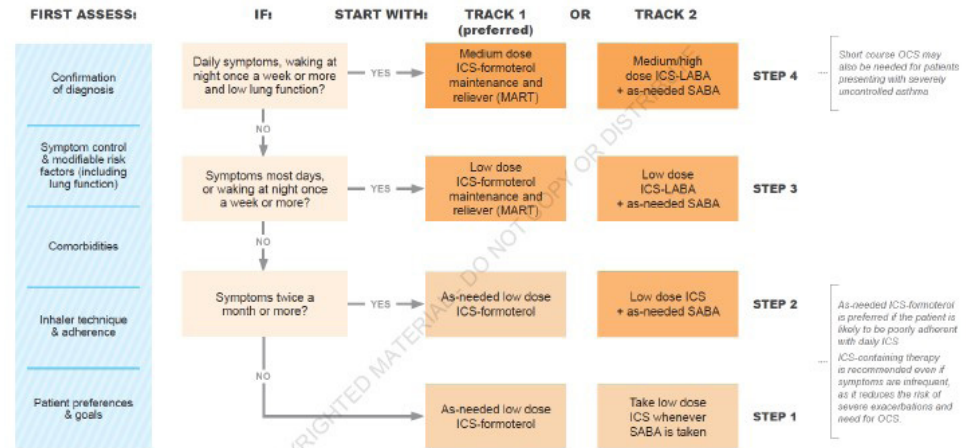 FIRST ASSESS:
IF:
START WITH:
TRACK 1
(preferred)
OR
TRACK 2
Confirmation
of diagnosis
Symptom control
& modifiable risk
factors (including
lung function)
Comorbidities
Inhaler technique
& adherence
Patient preferences
& goals
Daily symptoms, waking at
night once a week or more
and low lung function?
YES
Medium dose
ICS-formoterol
maintenance and
reliever (MART)
Medium/high
dose ICS-LABA
+ as-needed SABA
STEP 4
Short course OCS may
also be needed for patients
presenting with severely
uncontrolled asthma
NO
Symptoms most days,
or waking at night once
a week or more?
YES
Low dose
ICS-formoterol
maintenance and
reliever (MART)
Low dose
ICS-LABA
+ as-needed SABA
STEP 3
NO
Symptoms twice a
month or more?
YES
As-needed low dose
ICS-formoterol
Low dose ICS
+ as-needed SABA
STEP 2
As-needed ICS-formoterol
is preferred if the patient is
likely to be poorly adherent
with daily ICS
ICS-containing therapy
is recommended even if
symptoms are infrequent,
as it reduces the risk of
severe exacerbations and
need for OCS.
NO
As-needed low dose
ICS-formoterol
Take low dose
ICS whenever
SABA is taken
STEP 1
MATERIAL - DO NOT COPY OR